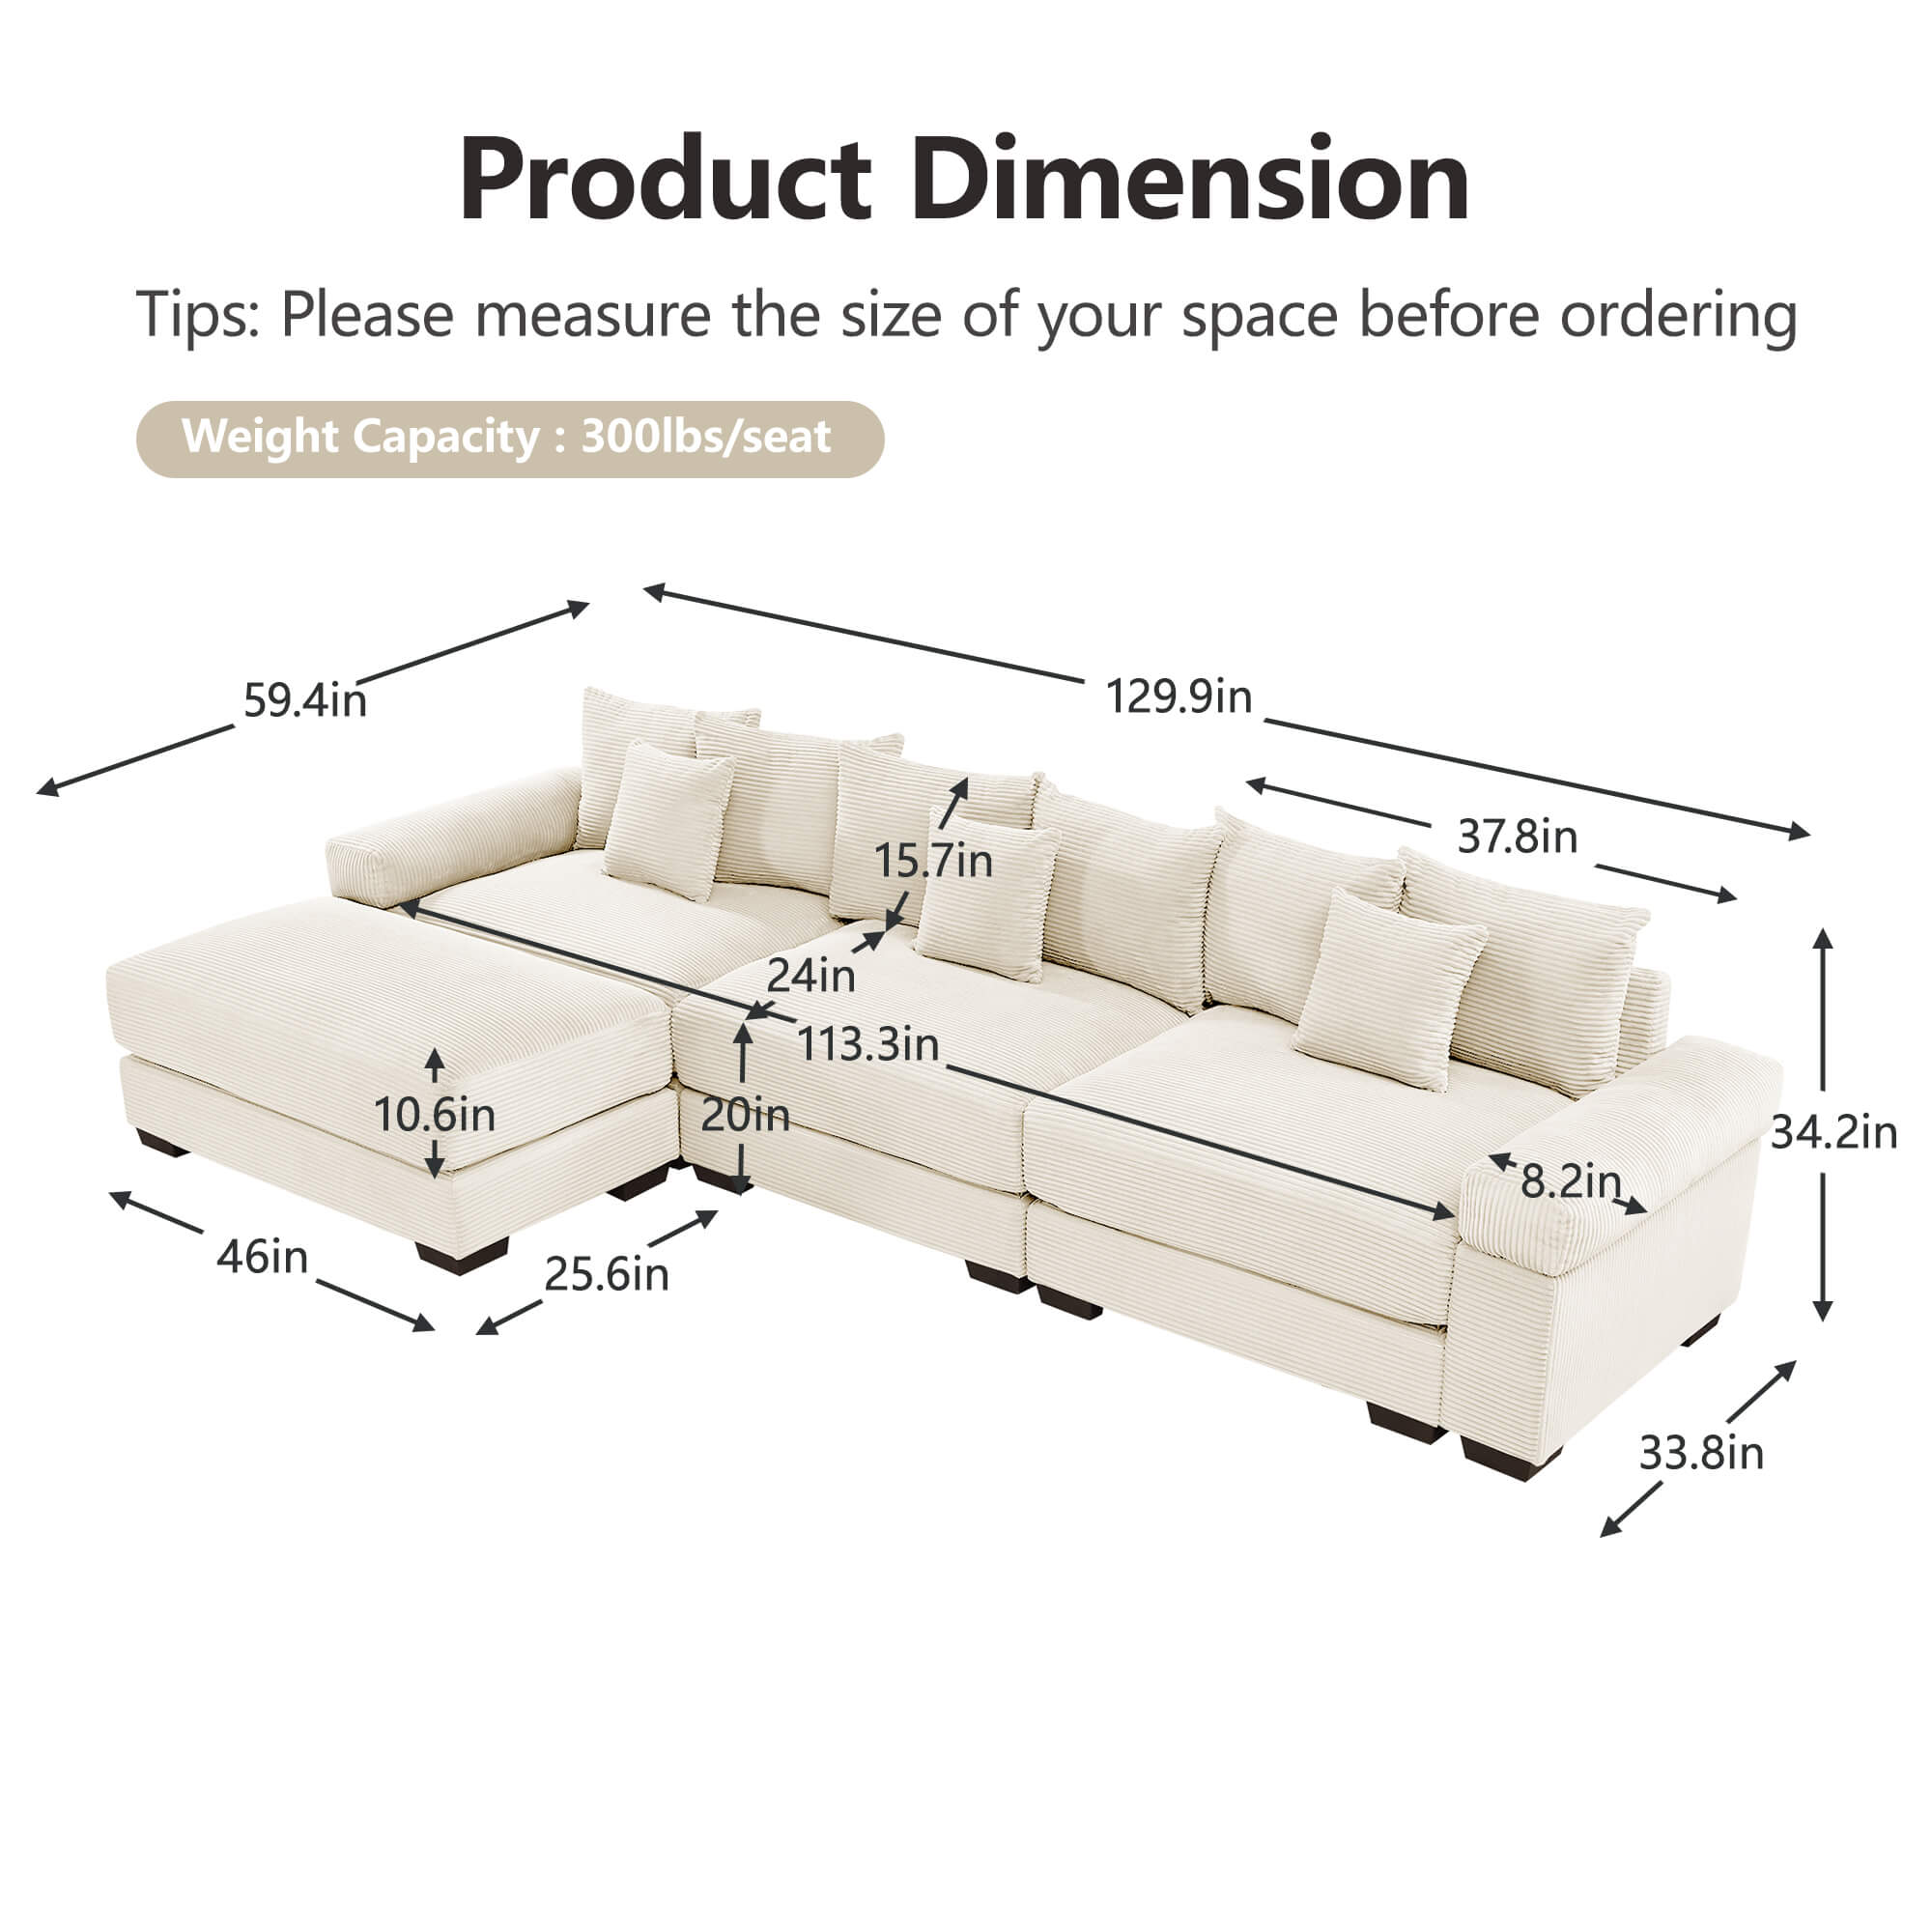 Product Dimension
Tips: Please measure the size of your space before ordering
Weight Capacity : 300lbs/seat
59.4in
129.9in
37.8in
15.7in
24in
113.3in
10.6in
20in
34.2in
8.2in
46in
25.6in
33.8in